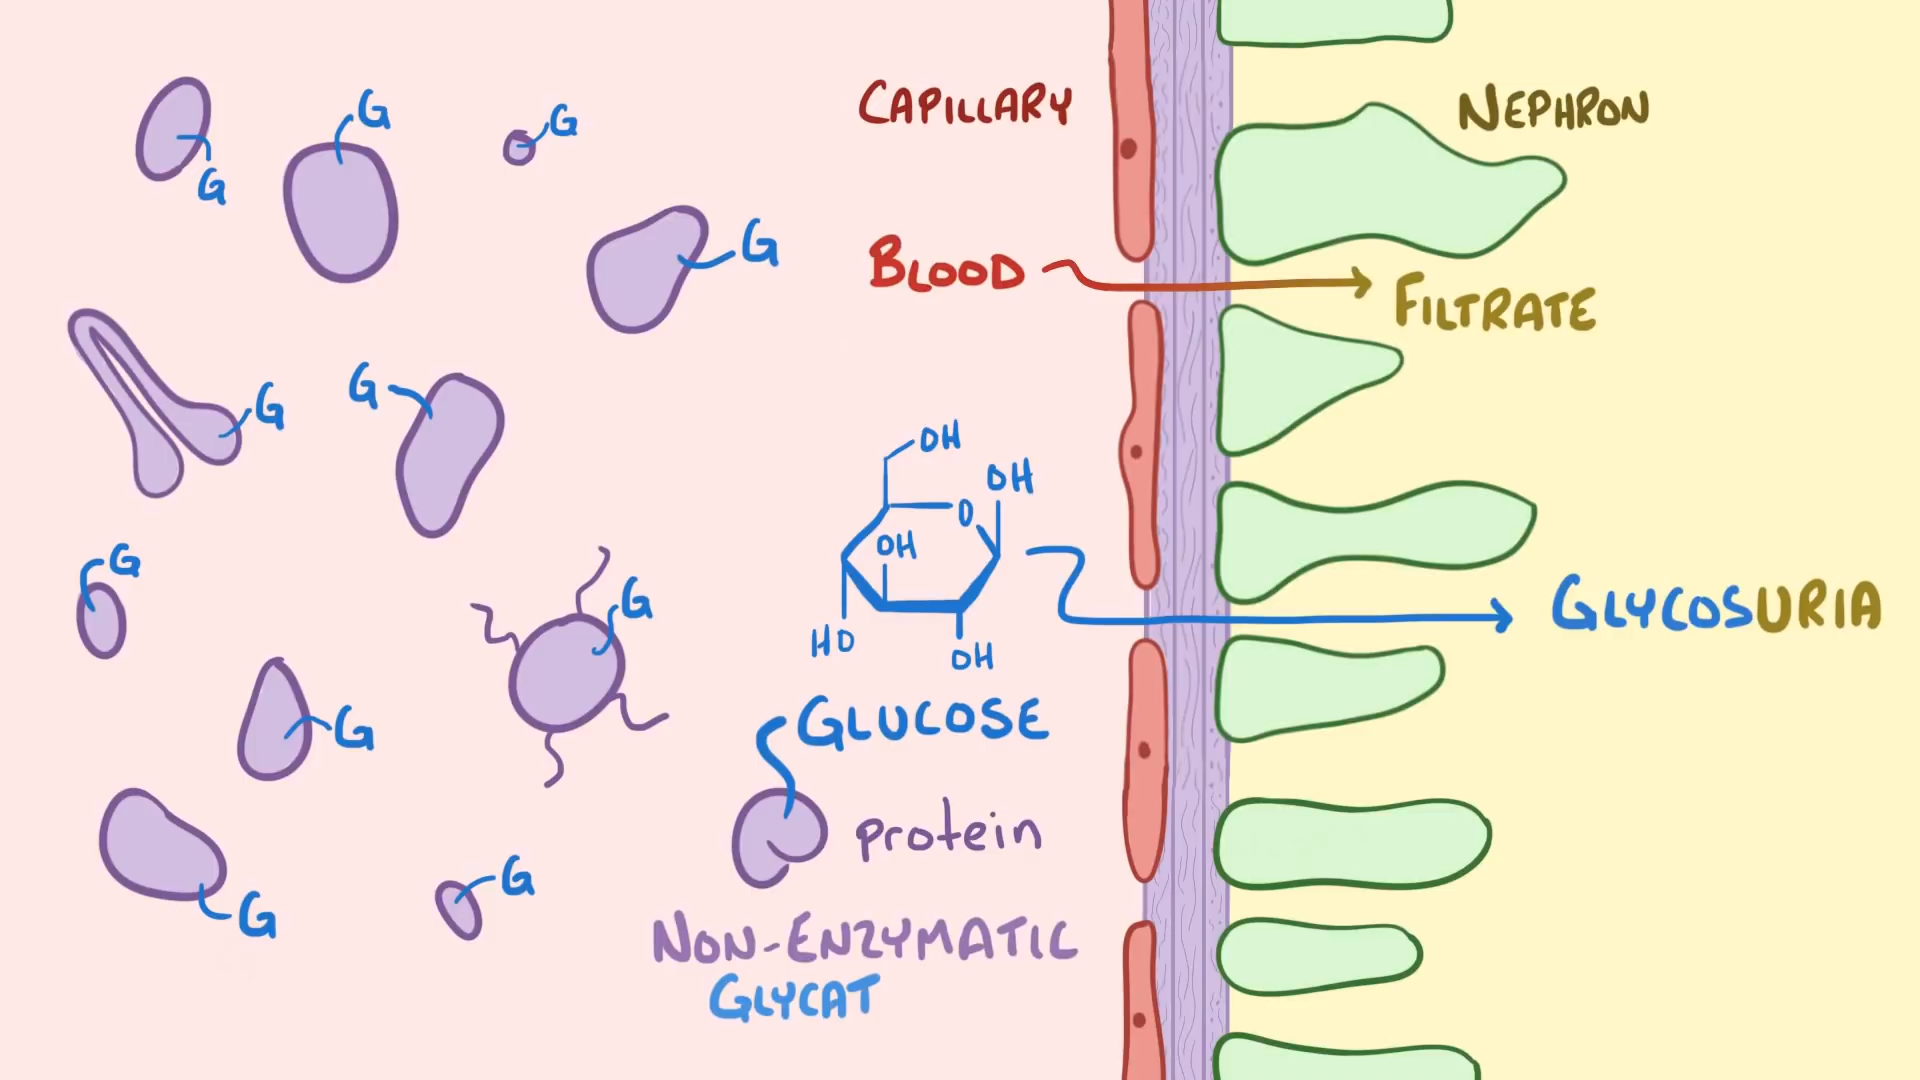 CAPILLARY
NEPHRON
G
G
G
G
BLOOD
FILTRATE
G
G
OH
OH
O
OH
HO
OH
G
G
GLYCOSURIA
GLUCOSE
G
protein
G
G
NON-ENZYMATIC
GLYCAT